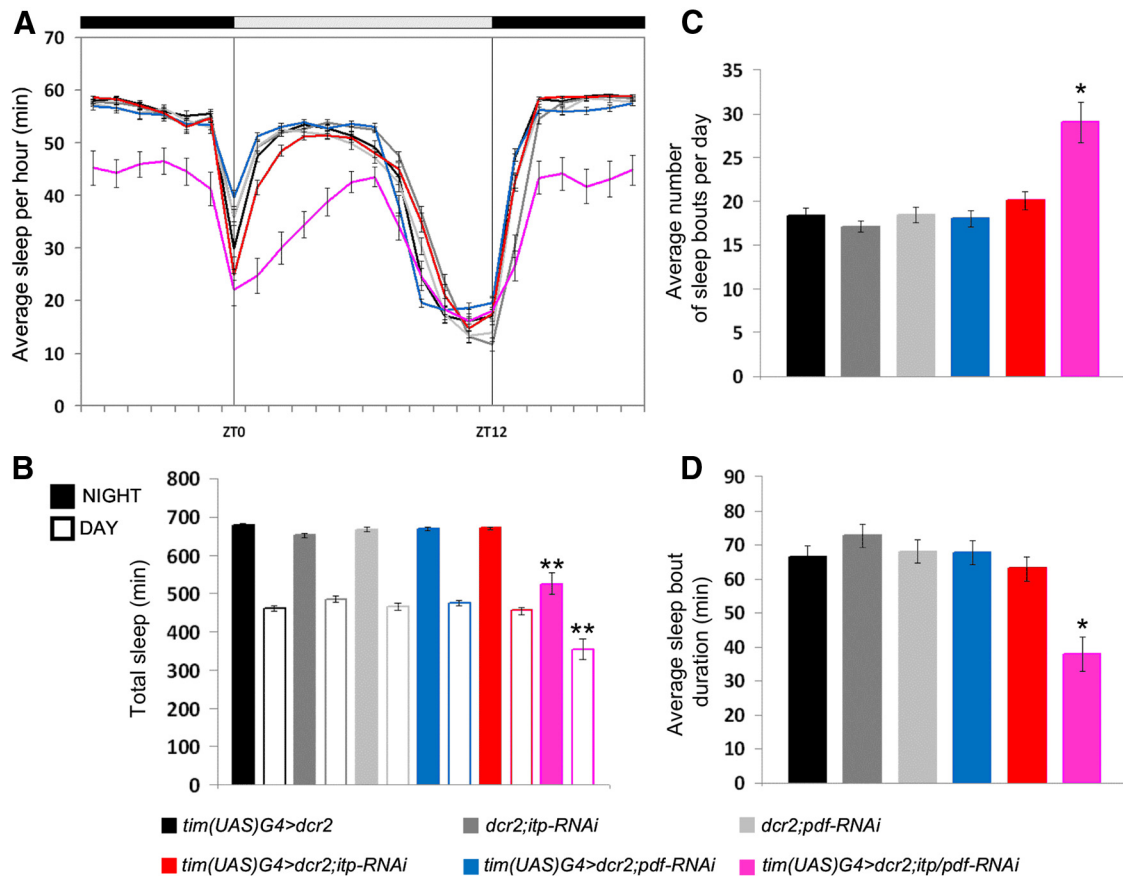 A
Average sleep per hour (min)
70
60
50
40
30
20
10
0
ZT0
ZT12
C
Average number
of sleep bouts per day
35
30
25
20
15
10
5
0
*
B
NIGHT
DAY
Total sleep (min)
800
700
600
500
400
300
200
100
0
**
**
D
Average sleep bout
duration (min)
90
80
70
60
50
40
30
20
10
0
*
tim(UAS)G4>dcr2
dcr2;itp-RNAi
dcr2;pdf-RNAi
tim(UAS)G4>dcr2;itp-RNAi
tim(UAS)G4>dcr2;pdf-RNAi
tim(UAS)G4>dcr2;itp/pdf-RNAi